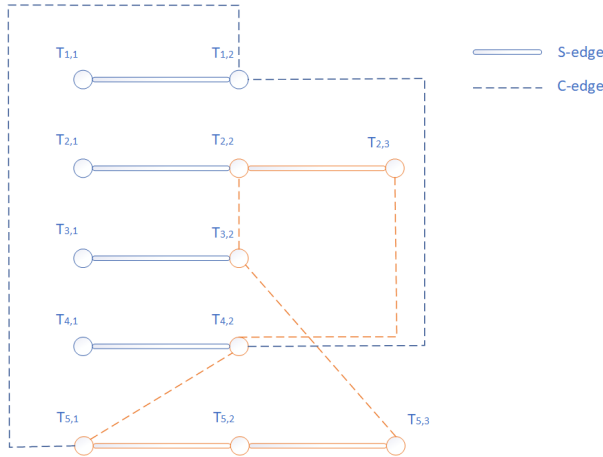 T1,1 T1,2
S-edge
C-edge
T2,1 T2,2 T2,3
T3,1 T3,2
T4,1 T4,2
T5,1 T5,2 T5,3